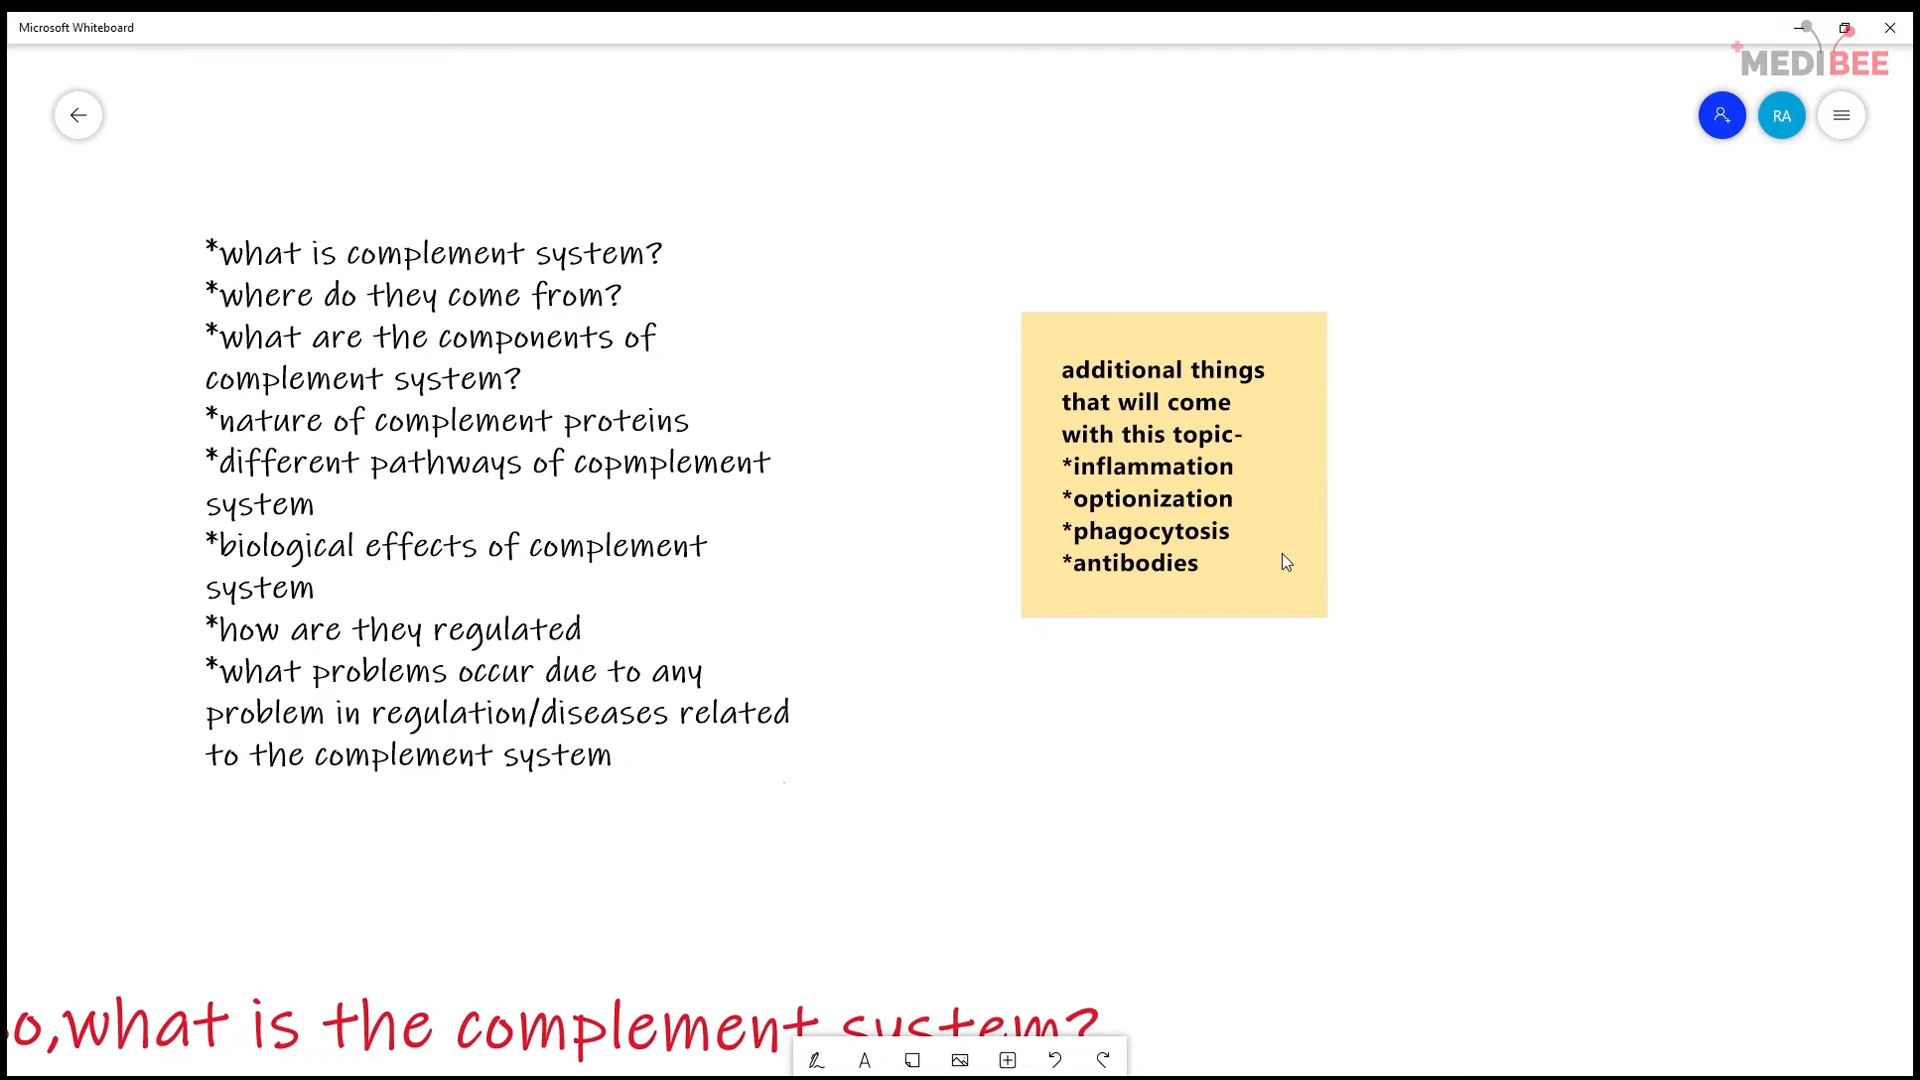 Microsoft Whiteboard
MEDIBEE
RA
*what is complement system?
*where do they come from?
*what are the components of
complement system?
*nature of complement proteins
*different pathways of copmplement
system
*biological effects of complement
system
*how are they regulated
*what problems occur due to any
problem in regulation/diseases related
to the complement system
additional things
that will come
with this topic-
*inflammation
*optionization
*phagocytosis
*antibodies
o,what is the complement system?